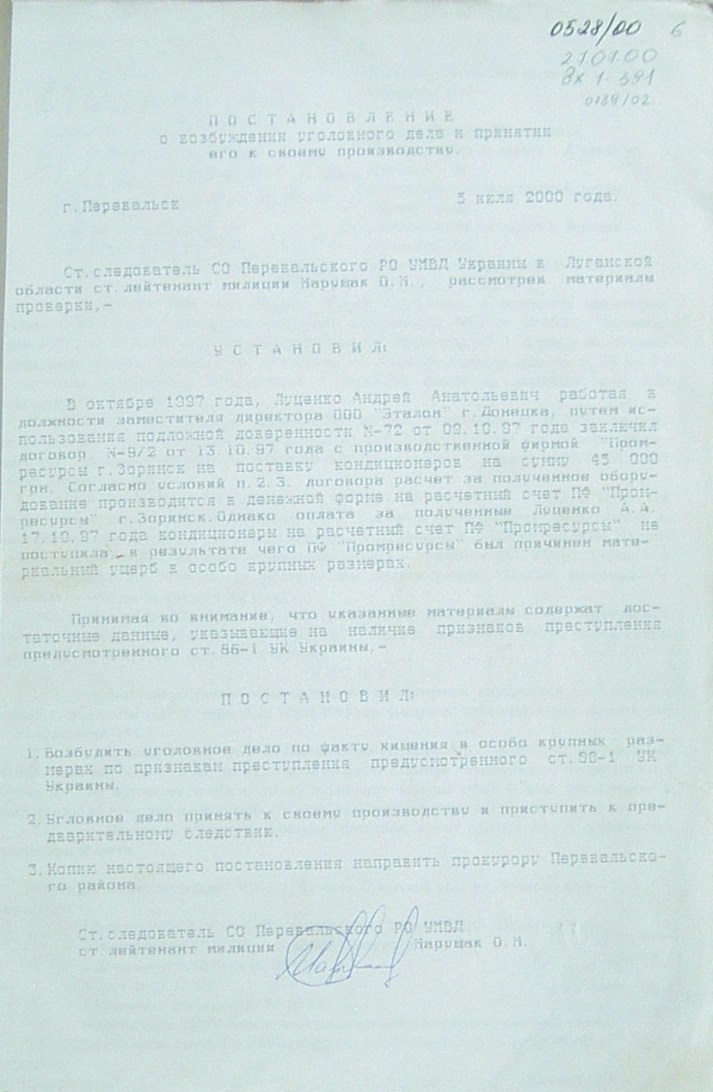 0528/00 6
210700
Вх 1·391
0189/02
П О С Т А Н О В Л Е Н И Е
о возбуждении уголовного дела и принятии
его к своему производству.
г.Перевальск 3 июля 2000 года.
Ст.следователь СО Перевальского РО УМВД Украины в Луганской
области ст.лейтенант милиции Марущак О.М., рассмотрев материалы
проверки,-
У С Т А Н О В И Л:
В октябре 1997 года, Луценко Андрей Анатольевич работая в
должности заместителя директора ООО "Эталон" г.Донецка, путем ис-
пользования подложной доверенности N-72 от 09.10.97 года заключил
договор N-9/2 от 13.10.97 года с производственной фирмой "Пром-
ресурсы г.Зоринск на поставку кондиционеров на сумму 45 000
грн. Согласно условий п.2.3. договора расчет за полученное обору-
дование производится в денежной форме на расчетный счет ПФ "Пром-
ресурсы" г.Зоринск.Однако оплата за полученные Луценко А.А.
17.10.97 года кондиционеры на расчетный счет ПФ "Промресурсы" не
поступила, в результате чего ПФ "Промресурсы" был причинен мате-
риальный ущерб в особо крупных размерах.
Принимая во внимание, что указанные материалы содержат дос-
таточные данные, указывающие на наличие признаков преступления
предусмотренного ст.86-1 УК Украины,-
П О С Т А Н О В И Л:
1.Возбудить уголовное дело по факту хищения в особо крупных раз-
мерах по признакам преступления предусмотренного ст.86-1 УК
Украины.
2.Угловное дело принять к своему производству и приступить к пре-
дварительному следствию.
3.Копию настоящего постановления направить прокурору Перевальско-
го района.
Ст.следователь СО Перевальского РО УМВД
ст.лейтенант милиции Марущак О.М.